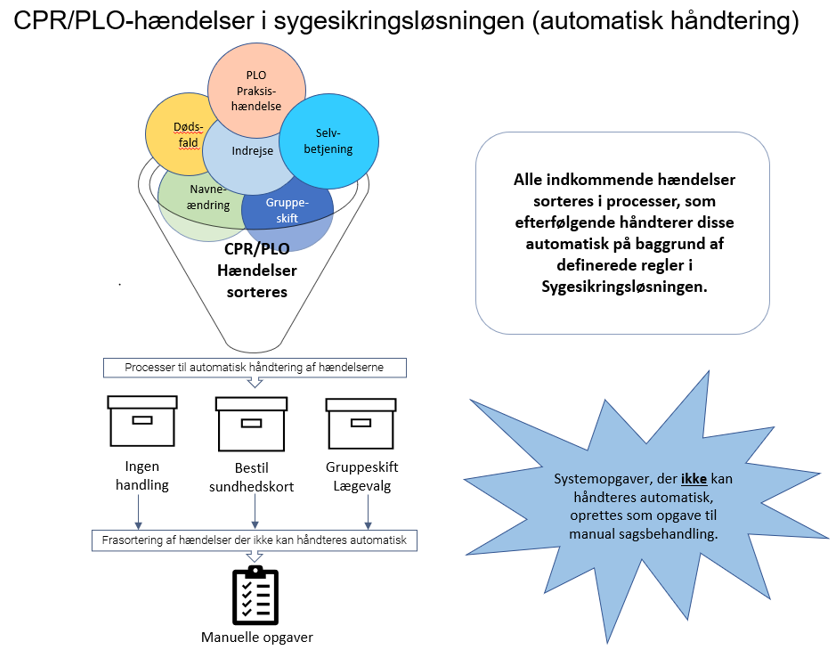 CPR/PLO-hændelser i sygesikringsløsningen (automatisk håndtering)
PLO
Praksis-
hændelse
Døds-
fald
Indrejse
Selv-
betjening
Navne-
ændring
Gruppe-
skift
CPR/PLO
Hændelser
sorteres
Alle indkommende hændelser
sorteres i processer, som
efterfølgende håndterer disse
automatisk på baggrund af
definerede regler i
Sygesikringsløsningen.
Processer til automatisk håndtering af hændelserne
Ingen
handling
Bestil
sundhedskort
Gruppeskift
Lægevalg
Frasortering af hændelser der ikke kan håndteres automatisk
Manuelle opgaver
Systemopgaver, der ikke kan
håndteres automatisk,
oprettes som opgave til
manual sagsbehandling.